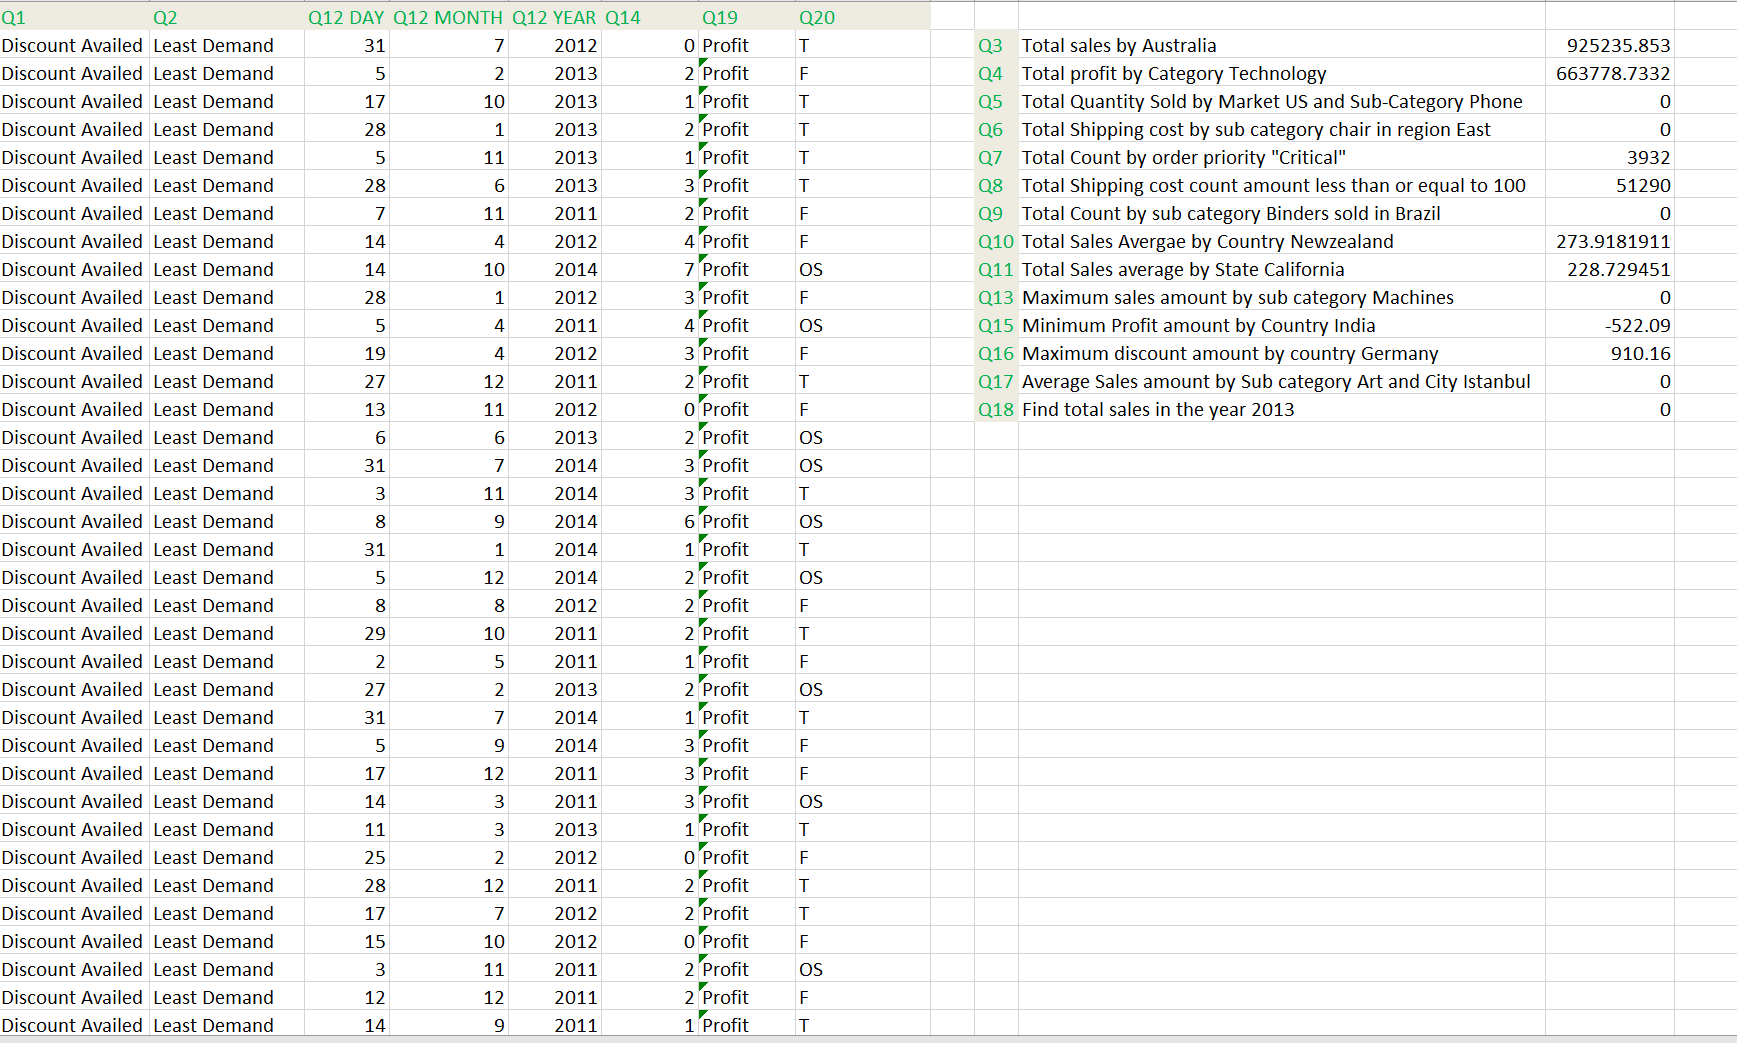 Q1 Q2 Q12 DAY Q12 MONTH Q12 YEAR Q14 Q19 Q20
Discount Availed Least Demand 31 7 2012 0 Profit T Q3 Total sales by Australia 925235.853
Discount Availed Least Demand 5 2 2013 2 Profit F Q4 Total profit by Category Technology 663778.7332
Discount Availed Least Demand 17 10 2013 1 Profit T Q5 Total Quantity Sold by Market US and Sub-Category Phone 0
Discount Availed Least Demand 28 1 2013 2 Profit T Q6 Total Shipping cost by sub category chair in region East 0
Discount Availed Least Demand 5 11 2013 1 Profit T Q7 Total Count by order priority "Critical" 3932
Discount Availed Least Demand 28 6 2013 3 Profit T Q8 Total Shipping cost count amount less than or equal to 100 51290
Discount Availed Least Demand 7 11 2011 2 Profit F Q9 Total Count by sub category Binders sold in Brazil 0
Discount Availed Least Demand 14 4 2012 4 Profit F Q10 Total Sales Avergae by Country Newzealand 273.9181911
Discount Availed Least Demand 14 10 2014 7 Profit OS Q11 Total Sales average by State California 228.729451
Discount Availed Least Demand 28 1 2012 3 Profit F Q13 Maximum sales amount by sub category Machines 0
Discount Availed Least Demand 5 4 2011 4 Profit OS Q15 Minimum Profit amount by Country India -522.09
Discount Availed Least Demand 19 4 2012 3 Profit F Q16 Maximum discount amount by country Germany 910.16
Discount Availed Least Demand 27 12 2011 2 Profit T Q17 Average Sales amount by Sub category Art and City Istanbul 0
Discount Availed Least Demand 13 11 2012 0 Profit F Q18 Find total sales in the year 2013 0
Discount Availed Least Demand 6 6 2013 2 Profit OS
Discount Availed Least Demand 31 7 2014 3 Profit OS
Discount Availed Least Demand 3 11 2014 3 Profit T
Discount Availed Least Demand 8 9 2014 6 Profit OS
Discount Availed Least Demand 31 1 2014 1 Profit T
Discount Availed Least Demand 5 12 2014 2 Profit OS
Discount Availed Least Demand 8 8 2012 2 Profit F
Discount Availed Least Demand 29 10 2011 2 Profit T
Discount Availed Least Demand 2 5 2011 1 Profit F
Discount Availed Least Demand 27 2 2013 2 Profit OS
Discount Availed Least Demand 31 7 2014 1 Profit T
Discount Availed Least Demand 5 9 2014 3 Profit F
Discount Availed Least Demand 17 12 2011 3 Profit F
Discount Availed Least Demand 14 3 2011 3 Profit OS
Discount Availed Least Demand 11 3 2013 1 Profit T
Discount Availed Least Demand 25 2 2012 0 Profit F
Discount Availed Least Demand 28 12 2011 2 Profit T
Discount Availed Least Demand 17 7 2012 2 Profit T
Discount Availed Least Demand 15 10 2012 0 Profit F
Discount Availed Least Demand 3 11 2011 2 Profit OS
Discount Availed Least Demand 12 12 2011 2 Profit F
Discount Availed Least Demand 14 9 2011 1 Profit T